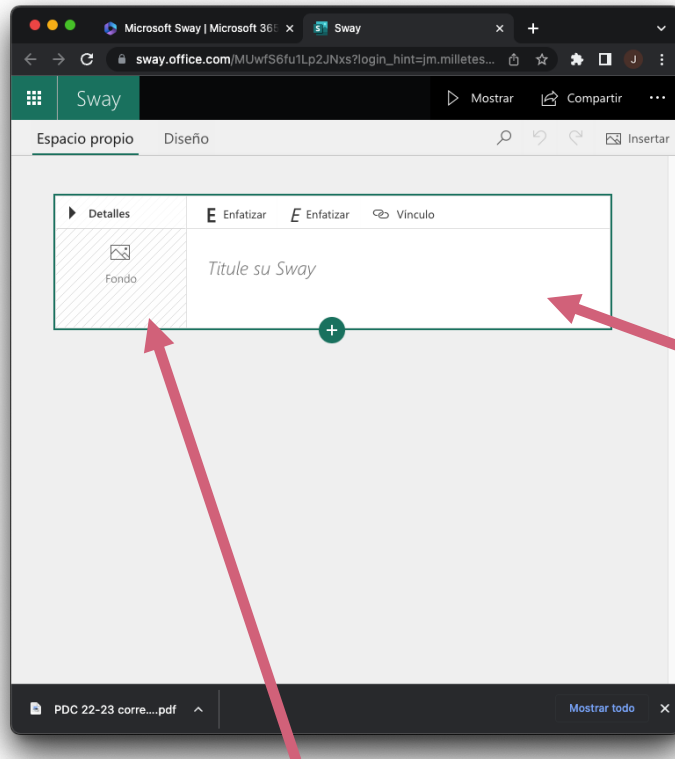 Microsoft Sway | Microsoft 365
Sway
sway.office.com/MUwfS6fu1Lp2JNxs?login_hint=jm.milletes...
J
Sway
Mostrar
Compartir
Espacio propio
Diseño
Insertar
Detalles
E Enfatizar
E Enfatizar
Vínculo
Fondo
Titule su Sway
PDC 22-23 corre....pdf
Mostrar todo